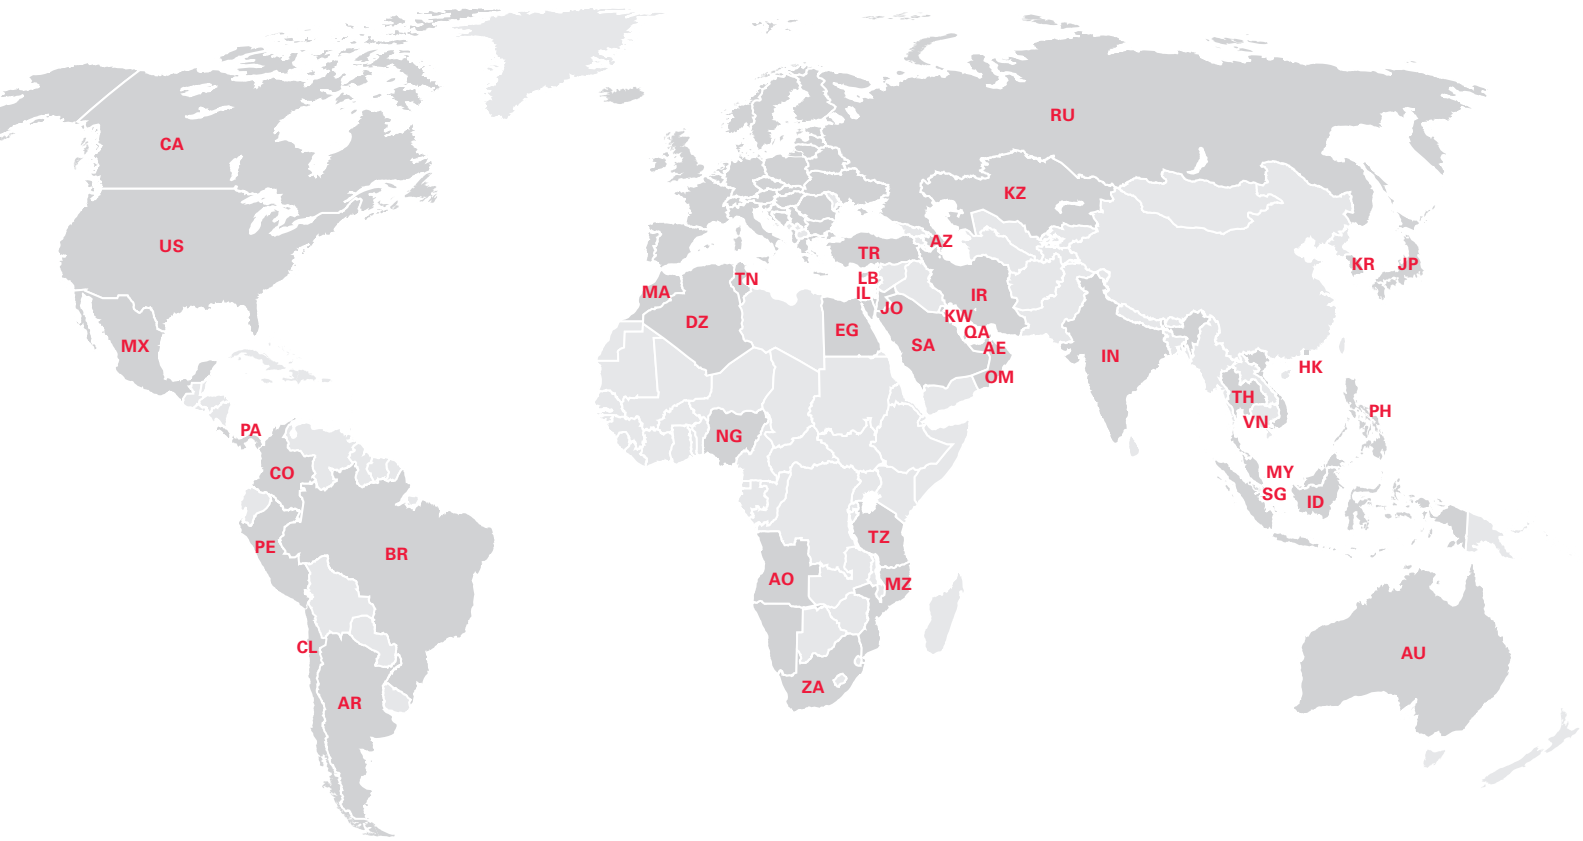 RU
CA
KZ
AZ
US
TR
KR
JP
LB
TN
IL
MA
IR
JO
KW
DZ
EG
QA
SA
MX
AE
IN
HK
OM
TH
PH
VN
PA
NG
CO
MY
SG
ID
TZ
PE
BR
AO
MZ
CL
AU
ZA
AR